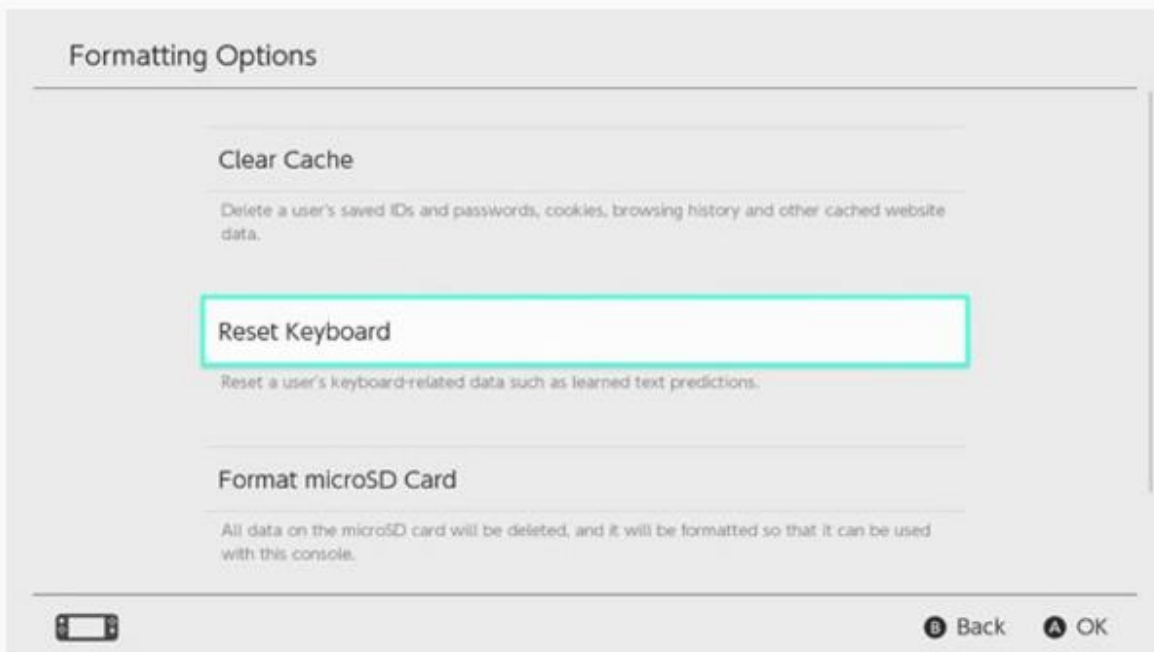 Formatting Options
Clear Cache
Delete a user's saved IDs and passwords, cookies, browsing history and other cached website
data.
Reset Keyboard
Reset a user's keyboard-related data such as learned text predictions.
Format microSD Card
All data on the microSD card will be deleted, and it will be formatted so that it can be used
with this console.
B Back A OK